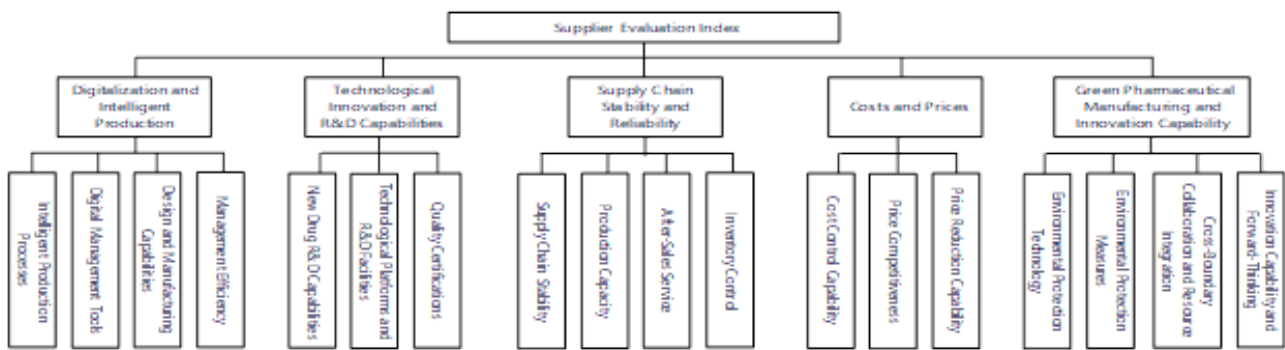 Supplier Evaluation Index
Digitalization and
Intelligent
Production
Technological
Innovation and
R&D Capabilities
Supply Chain
Stability and
Reliability
Costs and Prices
Green Pharmaceutical
Manufacturing and
Innovation Capability
Intelligent Production
Processes
Digital Management Tools
Design and Manufacturing
Capabilities
Management Efficiency
New Drug R&D Capabilities
Technological Platforms and
R&D Facilities
Quality Certifications
Supply Chain Stability
Production Capacity
After-Sales Service
Inventory Control
Cost Control Capability
Price Competitiveness
Price Reduction Capability
Environmental Protection
Technology
Environmental Protection
Measures
Cross-Boundary
Collaboration and Resource
Integration
Innovation Capability and
Forward-Thinking